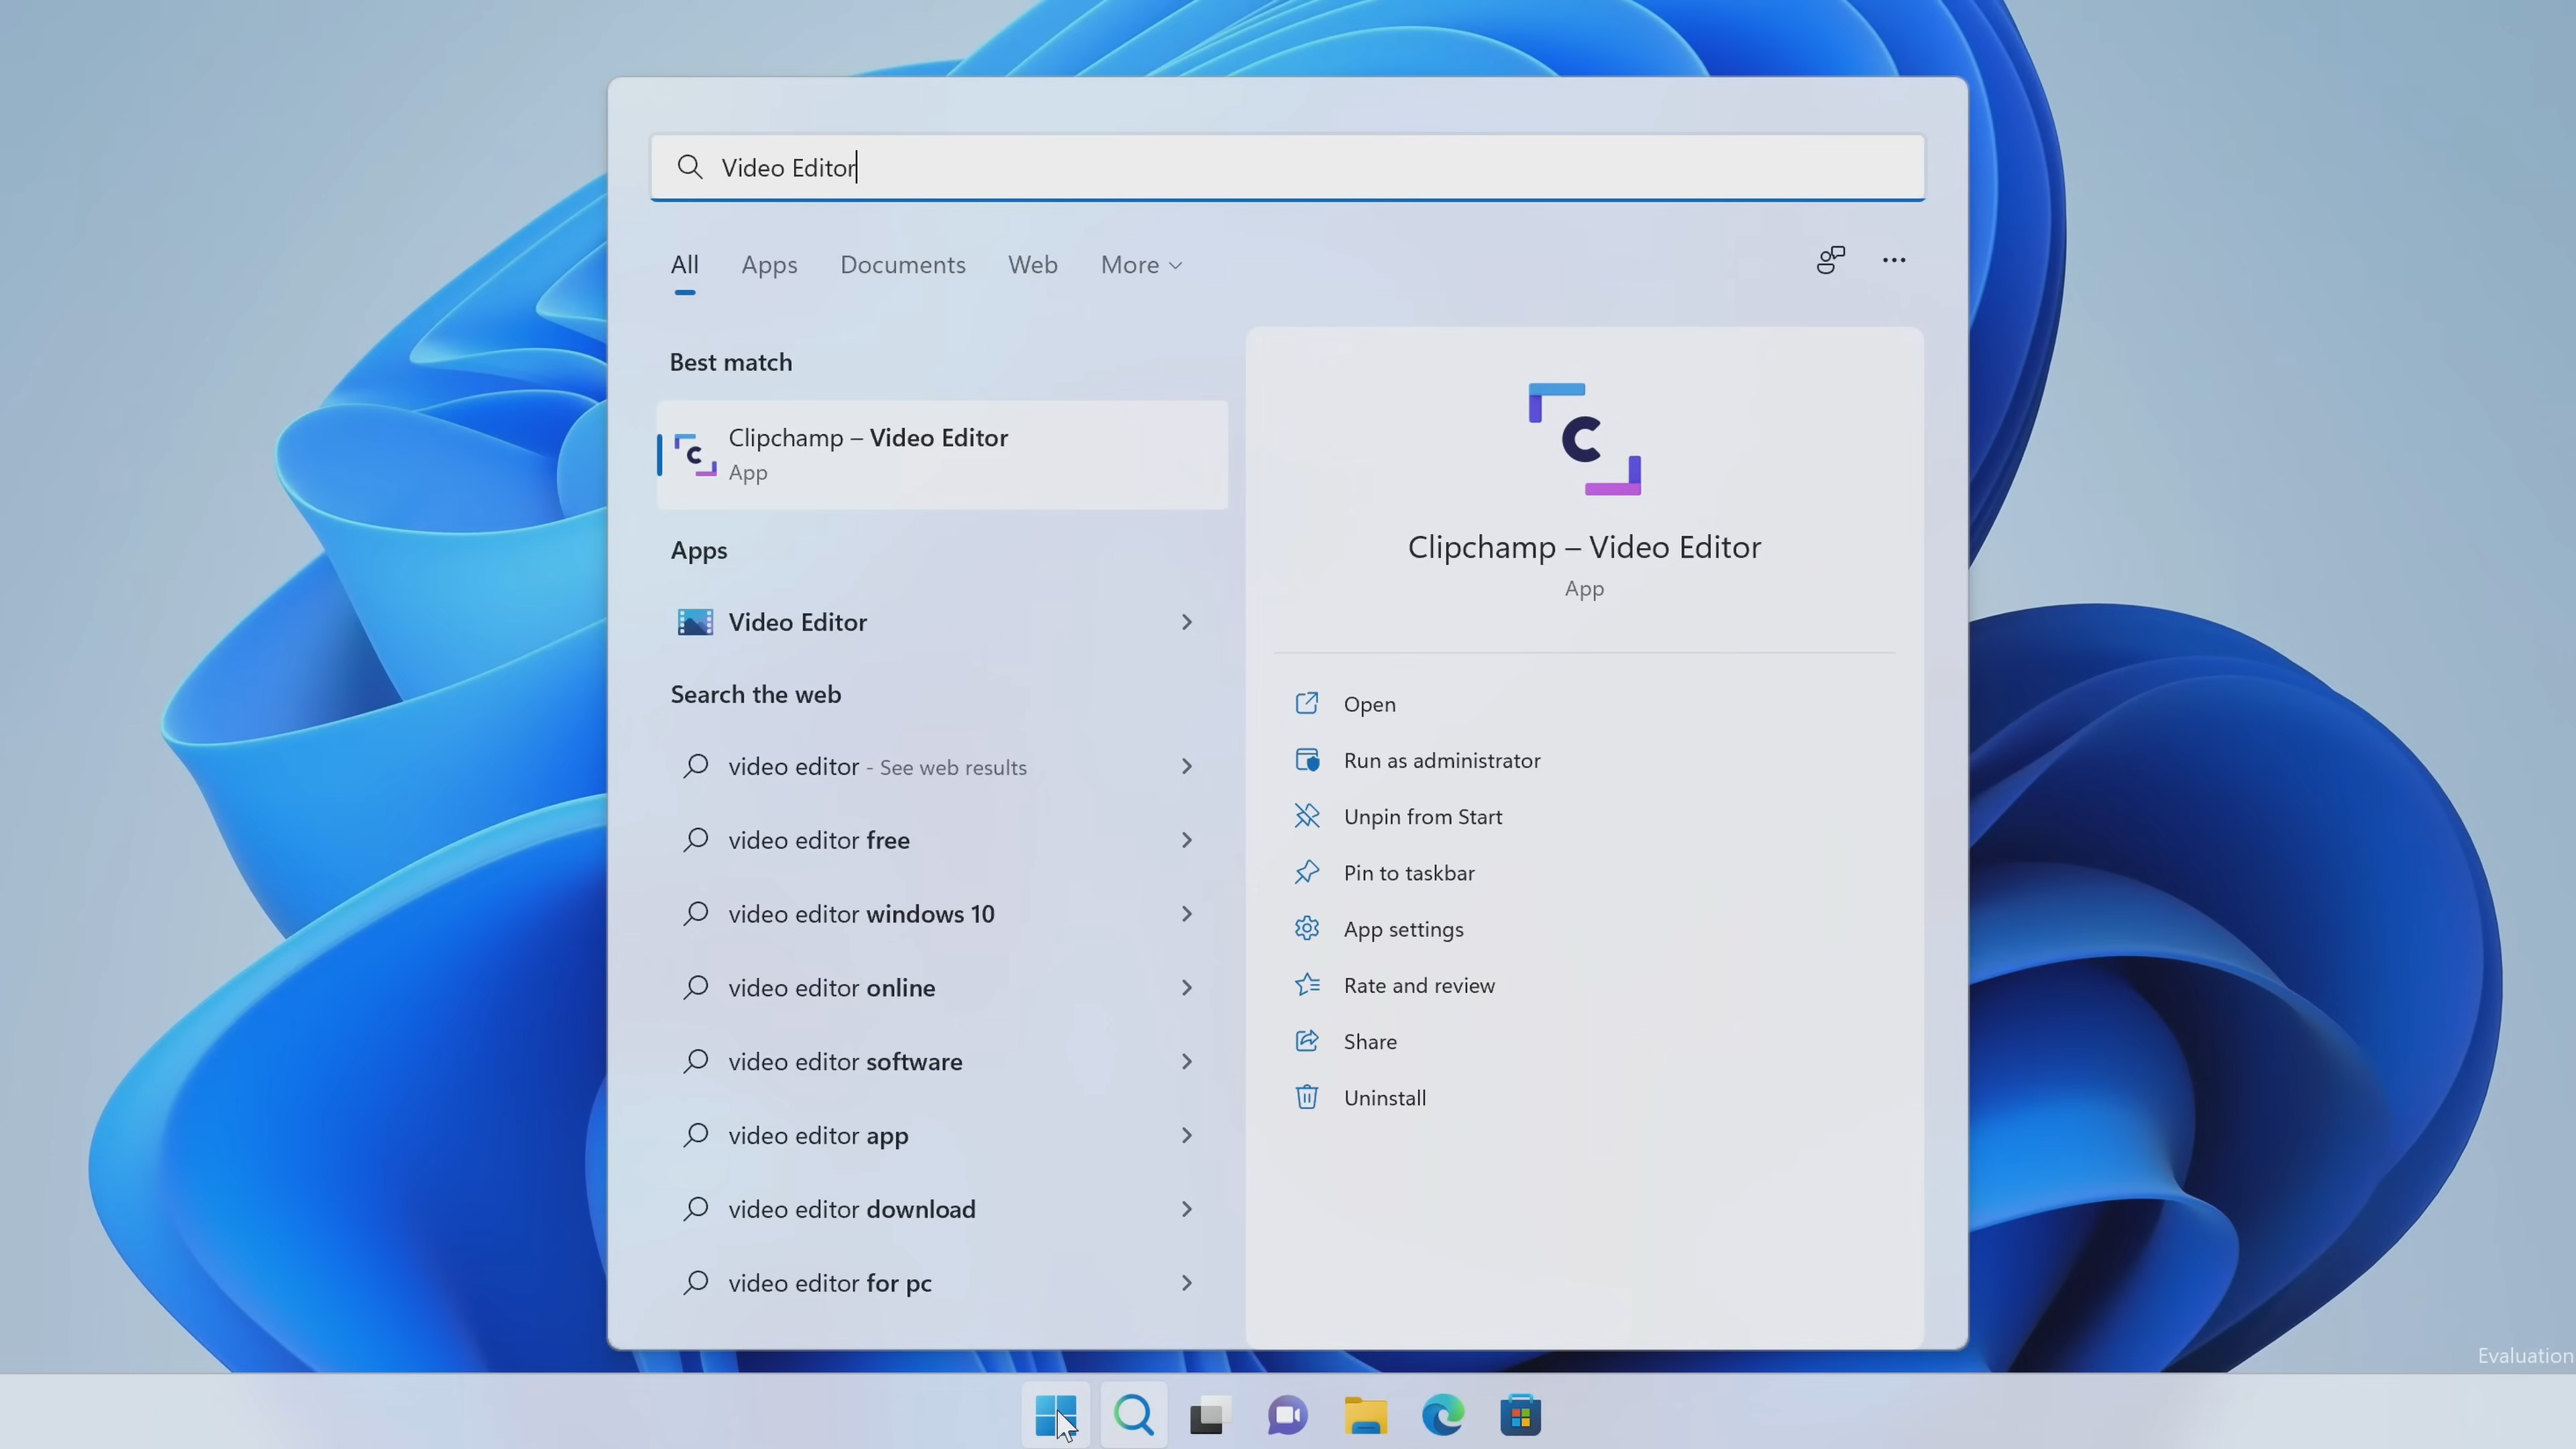 Video Editor
All Apps Documents Web More
Best match
Clipchamp – Video Editor
App
Apps
Video Editor
Search the web
video editor - See web results
video editor free
video editor windows 10
video editor online
video editor software
video editor app
video editor download
video editor for pc
C
Clipchamp – Video Editor
App
Open
Run as administrator
Unpin from Start
Pin to taskbar
App settings
Rate and review
Share
Uninstall
Evaluation